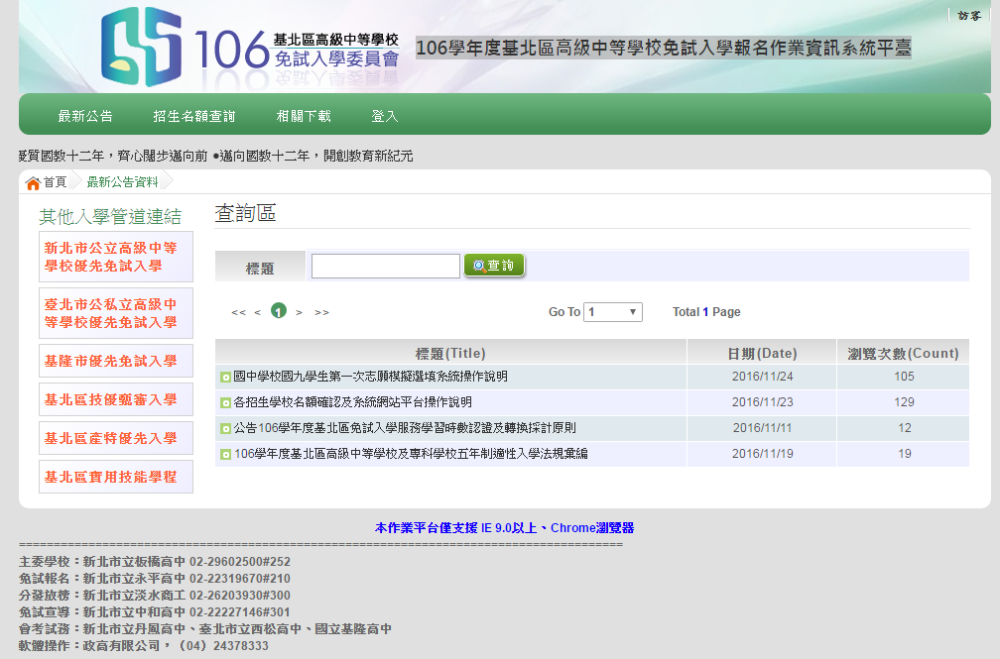 訪客
106 基北區高級中等學校
免試入學委員會
106學年度基北區高級中等學校免試入學報名作業資訊系統平臺
最新公告 招生名額查詢 相關下載 登入
質國教十二年，齊心闊步邁向前 ●邁向國教十二年，開創教育新紀元
首頁 最新公告資料
其他入學管道連結
新北市公立高級中等
學校優先免試入學
臺北市公私立高級中
等學校優先免試入學
基隆市優先免試入學
基北區技優甄審入學
基北區產特優先入學
基北區實用技能學程
查詢區
標題 查詢
<< < 1 > >> Go To 1 Total 1 Page
標題(Title) 日期(Date) 瀏覽次數(Count)
國中學校國九學生第一次志願模擬選填系統操作說明 2016/11/24 105
各招生學校名額確認及系統網站平台操作說明 2016/11/23 129
公告106學年度基北區免試入學服務學習時數認證及轉換採計原則 2016/11/11 12
106學年度基北區高級中等學校及專科學校五年制適性入學法規彙編 2016/11/19 19
本作業平台僅支援 IE 9.0以上、Chrome瀏覽器
=======================================================================================
主委學校：新北市立板橋高中 02-29602500#252
免試報名：新北市立永平高中 02-22319670#210
分發放榜：新北市立淡水商工 02-26203930#300
免試宣導：新北市立中和高中 02-22227146#301
會考試務：新北市立丹鳳高中、臺北市立西松高中、國立基隆高中
軟體操作：政高有限公司，（04）24378333